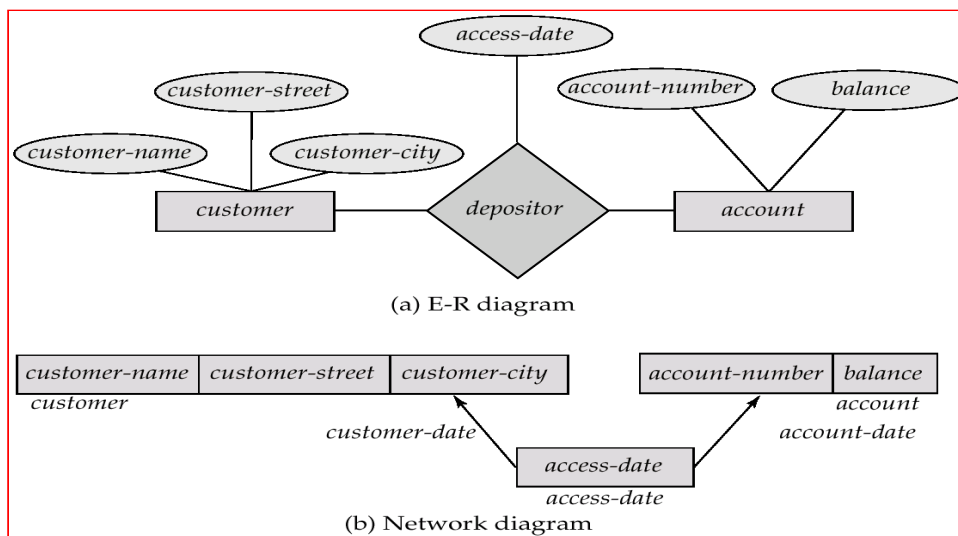 access-date
customer-street
account-number balance
customer-name customer-city
customer depositor account
(a) E-R diagram
customer-name customer-street customer-city account-number balance
customer account
customer-date account-date
access-date
access-date
(b) Network diagram